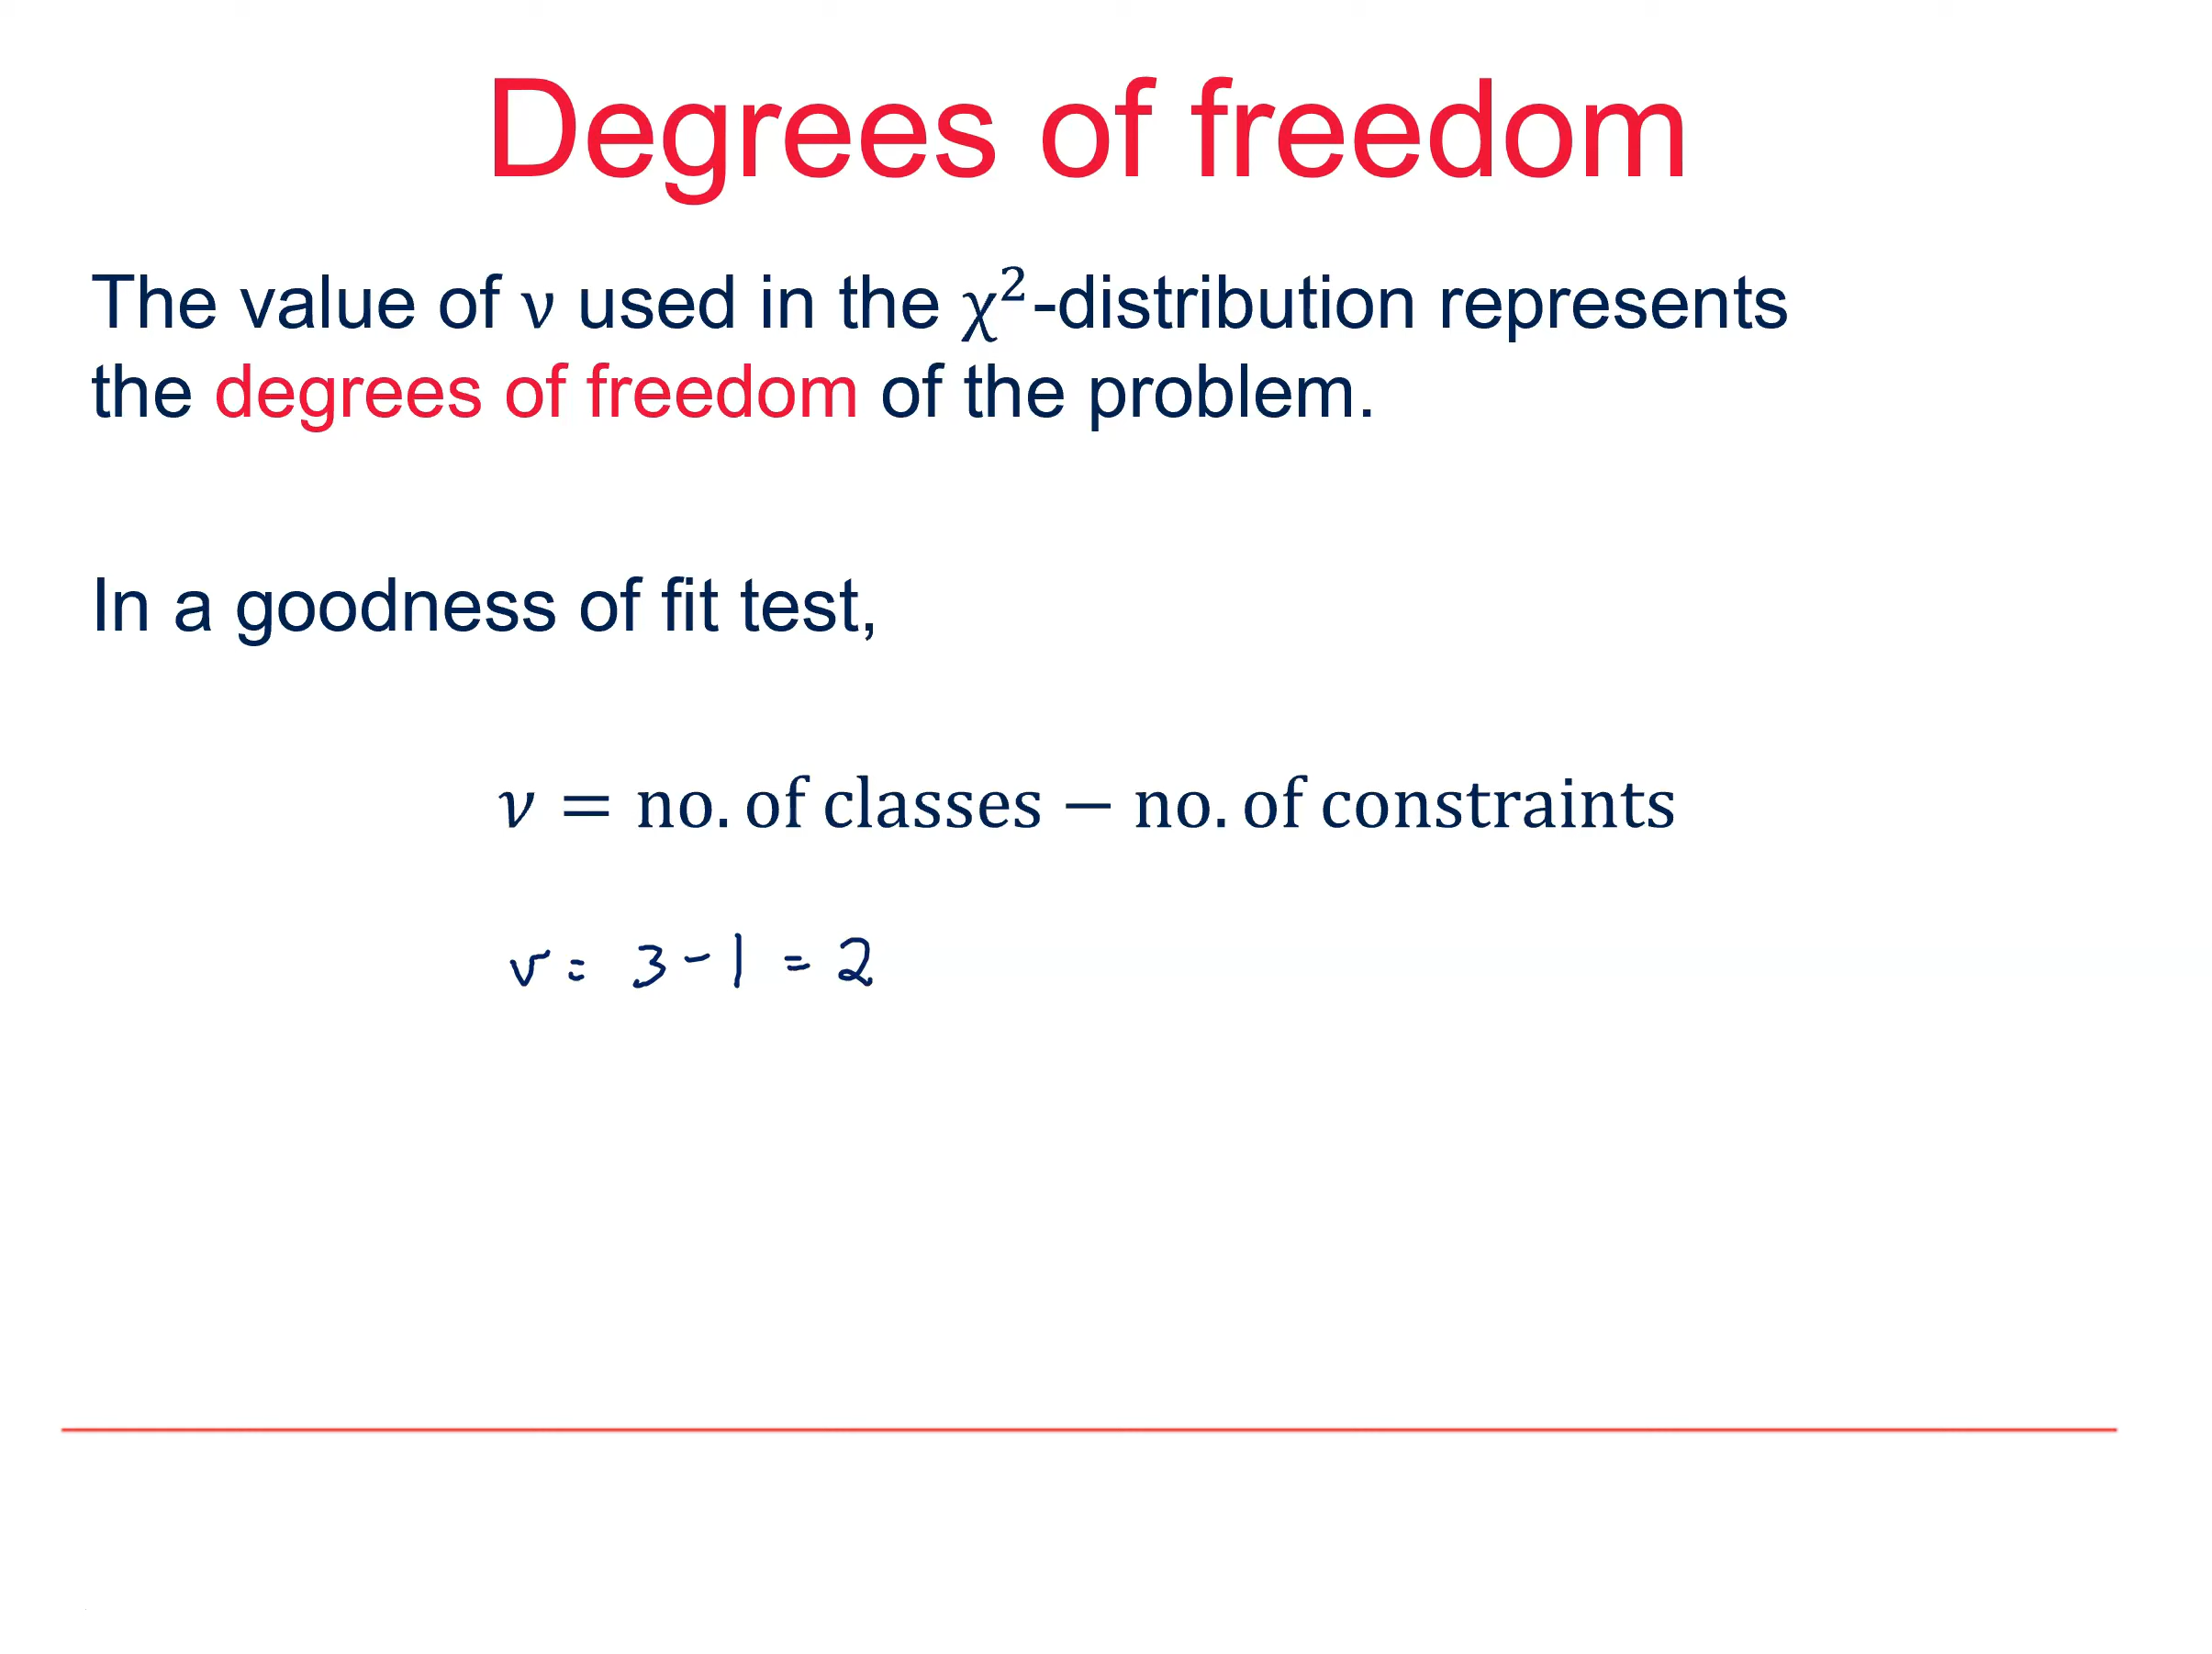 Degrees of freedom
The value of ν used in the χ²-distribution represents
the degrees of freedom of the problem.
In a goodness of fit test,
ν = no. of classes − no. of constraints
ν = 3 - 1 = 2